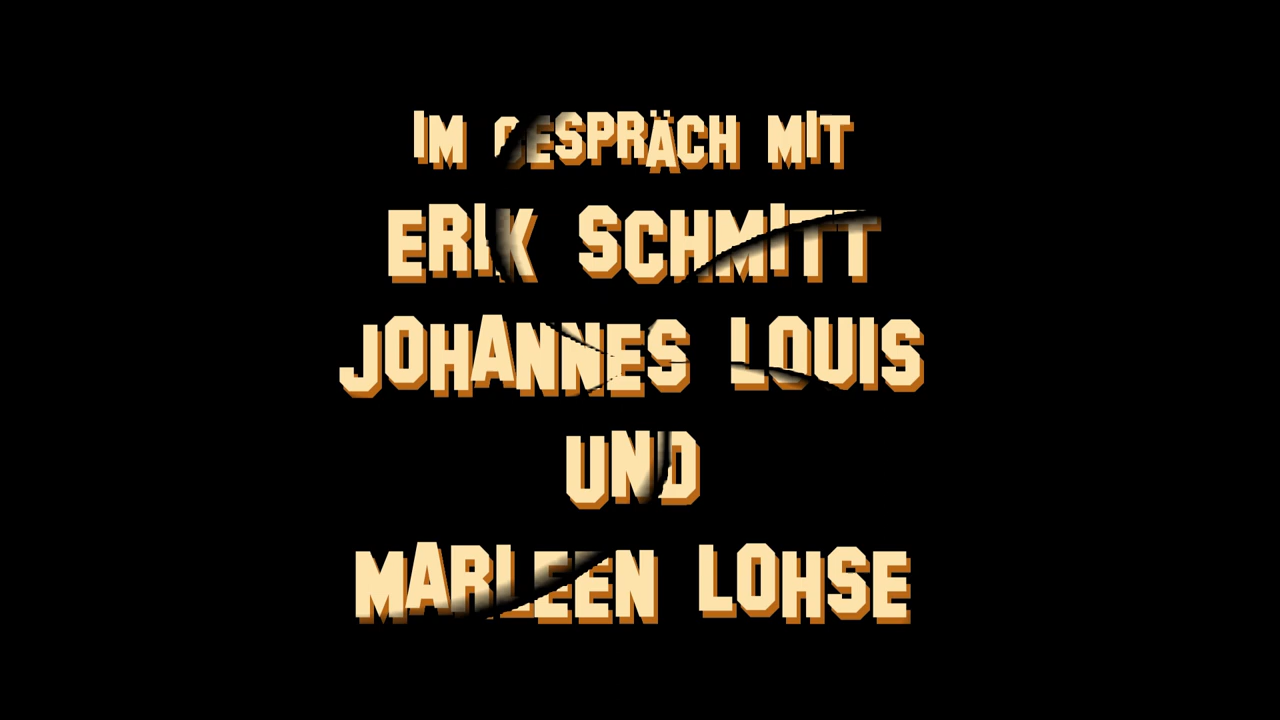 IM GESPRÄCH MIT
ERIK SCHMITT
JOHANNES LOUIS
UND
MARLEEN LOHSE